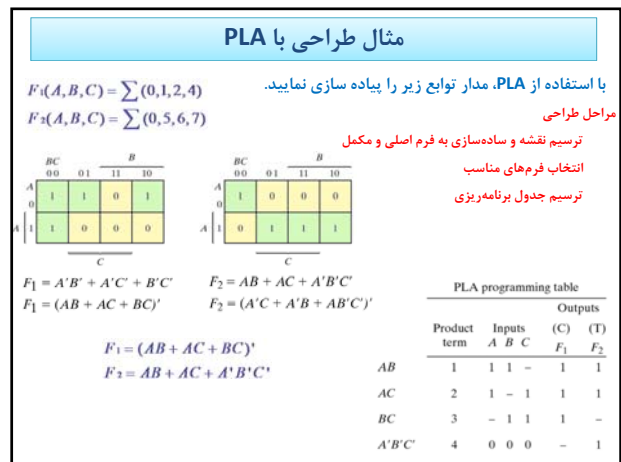 مثال طراحی با PLA
با استفاده از PLA، مدار توابع زیر را پیاده سازی نمایید.
F₁(A,B,C) = ∑(0,1,2,4)
F₂(A,B,C) = ∑(0,5,6,7)
مراحل طراحی
ترسیم نقشه و ساده‌سازی به فرم اصلی و مکمل
انتخاب فرم‌های مناسب
ترسیم جدول برنامه‌ریزی
BC B
00 01 11 10
A
0 1 1 0 1
A 1 1 0 0 0
C
F₁ = A'B' + A'C' + B'C'
F₁ = (AB + AC + BC)'
BC B
00 01 11 10
A
0 1 0 0 0
A 1 0 1 1 1
C
F₂ = AB + AC + A'B'C'
F₂ = (A'C + A'B + AB'C')'
F₁ = (AB + AC + BC)'
F₂ = AB + AC + A'B'C'
PLA programming table
Outputs
Product Inputs (C) (T)
term A B C F₁ F₂
AB 1 1 1 – 1 1
AC 2 1 – 1 1 1
BC 3 – 1 1 1 –
A'B'C' 4 0 0 0 – 1